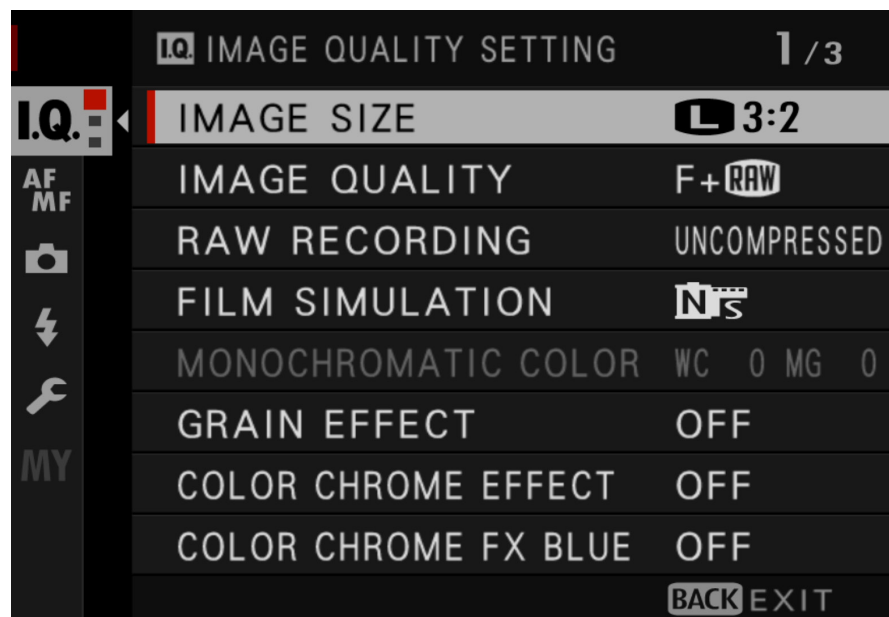 I.Q. IMAGE QUALITY SETTING 1/3
I.Q.
AF
MF
MY
IMAGE SIZE L 3:2
IMAGE QUALITY F+RAW
RAW RECORDING UNCOMPRESSED
FILM SIMULATION N S
MONOCHROMATIC COLOR WC 0 MG 0
GRAIN EFFECT OFF
COLOR CHROME EFFECT OFF
COLOR CHROME FX BLUE OFF
BACK EXIT